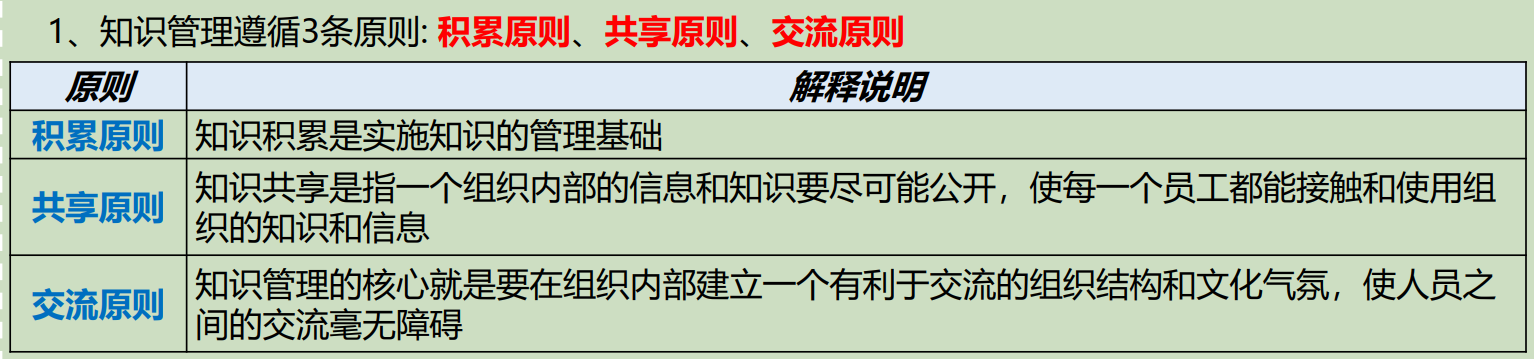 1、知识管理遵循3条原则: 积累原则、共享原则、交流原则
原则 解释说明
积累原则 知识积累是实施知识的管理基础
共享原则 知识共享是指一个组织内部的信息和知识要尽可能公开，使每一个员工都能接触和使用组
织的知识和信息
交流原则 知识管理的核心就是要在组织内部建立一个有利于交流的组织结构和文化气氛，使人员之
间的交流毫无障碍